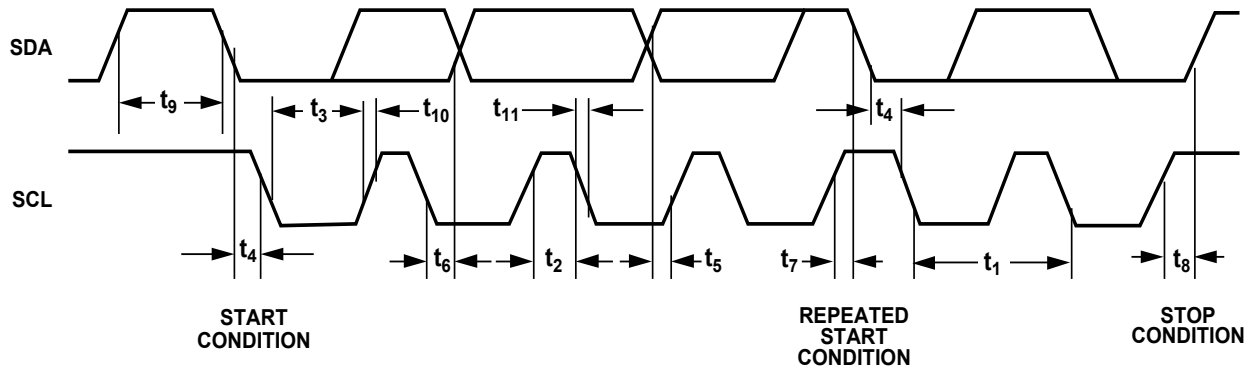 SDA
t9
t3
t10
t11
t4
SCL
t4
t6
t2
t5
t7
t1
t8
START
CONDITION
REPEATED
START
CONDITION
STOP
CONDITION